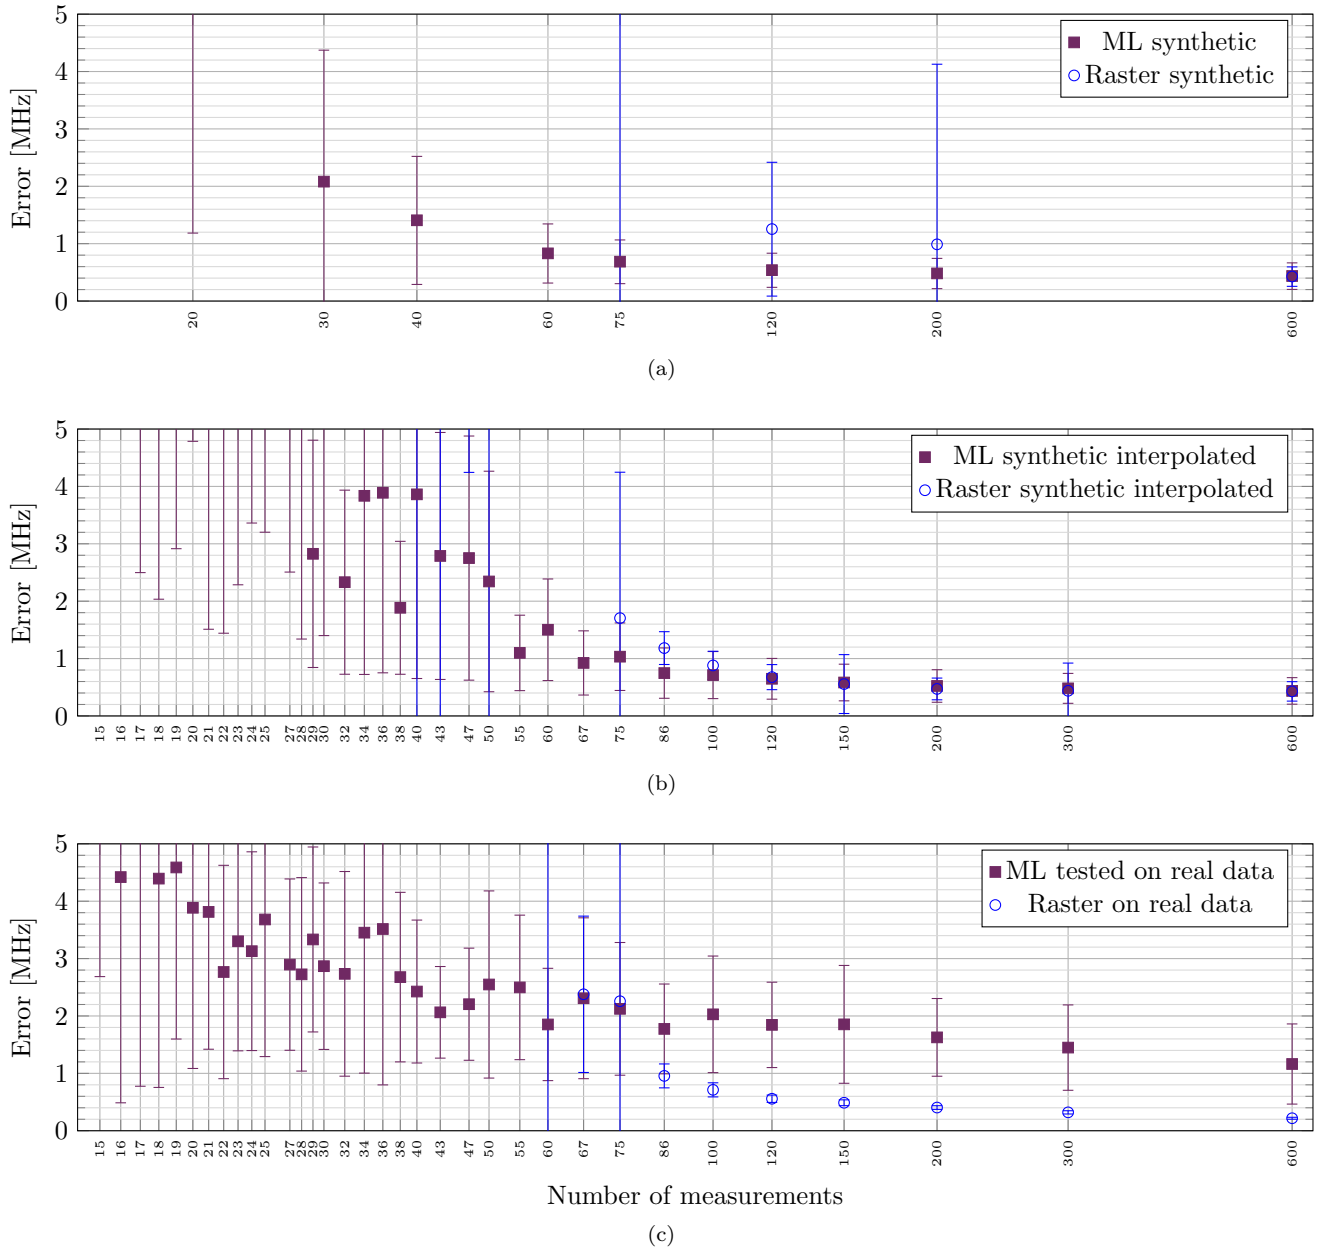 5
4
3
2
1
0
Error [MHz]
ML synthetic
Raster synthetic
20 30 40 60 75 120 200 600
(a)
5
4
3
2
1
0
Error [MHz]
ML synthetic interpolated
Raster synthetic interpolated
15 16 17 18 19 20 21 22 23 24 25 27 28 29 30 32 34 36 38 40 43 47 50 55 60 67 75 86 100 120 150 200 300 600
(b)
5
4
3
2
1
0
Error [MHz]
ML tested on real data
Raster on real data
15 16 17 18 19 20 21 22 23 24 25 27 28 29 30 32 34 36 38 40 43 47 50 55 60 67 75 86 100 120 150 200 300 600
Number of measurements
(c)